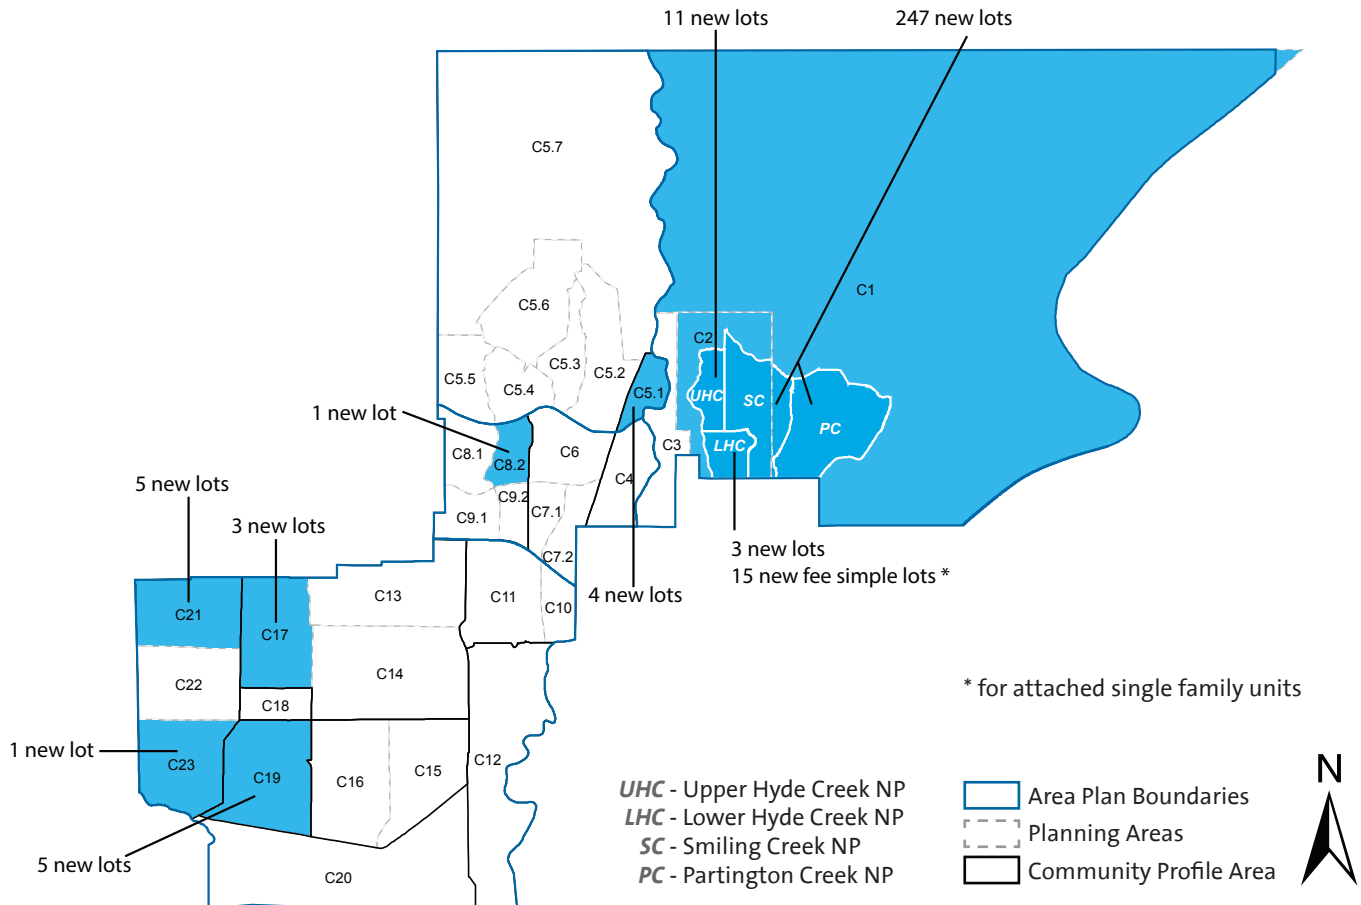 11 new lots
247 new lots
C5.7
C1
C5.6
C2
C5.3
C5.2
C5.5
C5.4
C5.1
UHC
SC
PC
1 new lot
LHC
C8.1
C8.2
C6
C3
C4
5 new lots
C9.2
C9.1
C7.1
3 new lots
C7.2
3 new lots
15 new fee simple lots *
4 new lots
C13
C11
C10
C21
C17
C14
C22
C18
* for attached single family units
1 new lot
C23
C19
C16
C15
C12
5 new lots
C20
UHC - Upper Hyde Creek NP
LHC - Lower Hyde Creek NP
SC - Smiling Creek NP
PC - Partington Creek NP
Area Plan Boundaries
Planning Areas
Community Profile Area
N